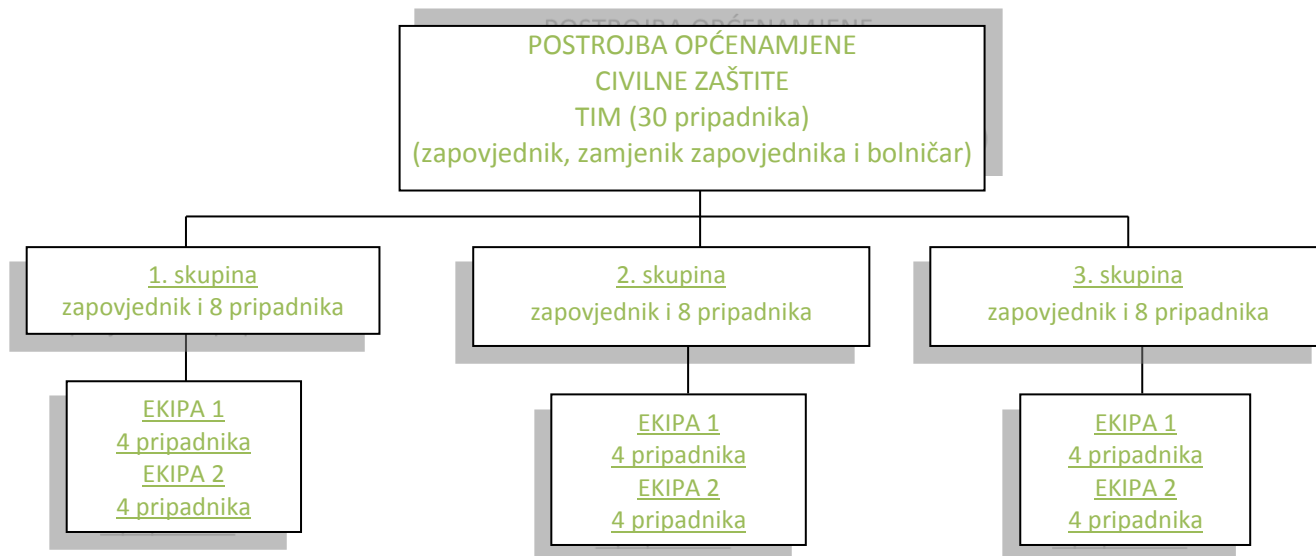 POSTROJBA OPĆENAMJENE
CIVILNE ZAŠTITE
TIM (30 pripadnika)
(zapovjednik, zamjenik zapovjednika i bolničar)
1. skupina
zapovjednik i 8 pripadnika
2. skupina
zapovjednik i 8 pripadnika
3. skupina
zapovjednik i 8 pripadnika
EKIPA 1
4 pripadnika
EKIPA 2
4 pripadnika
EKIPA 1
4 pripadnika
EKIPA 2
4 pripadnika
EKIPA 1
4 pripadnika
EKIPA 2
4 pripadnika